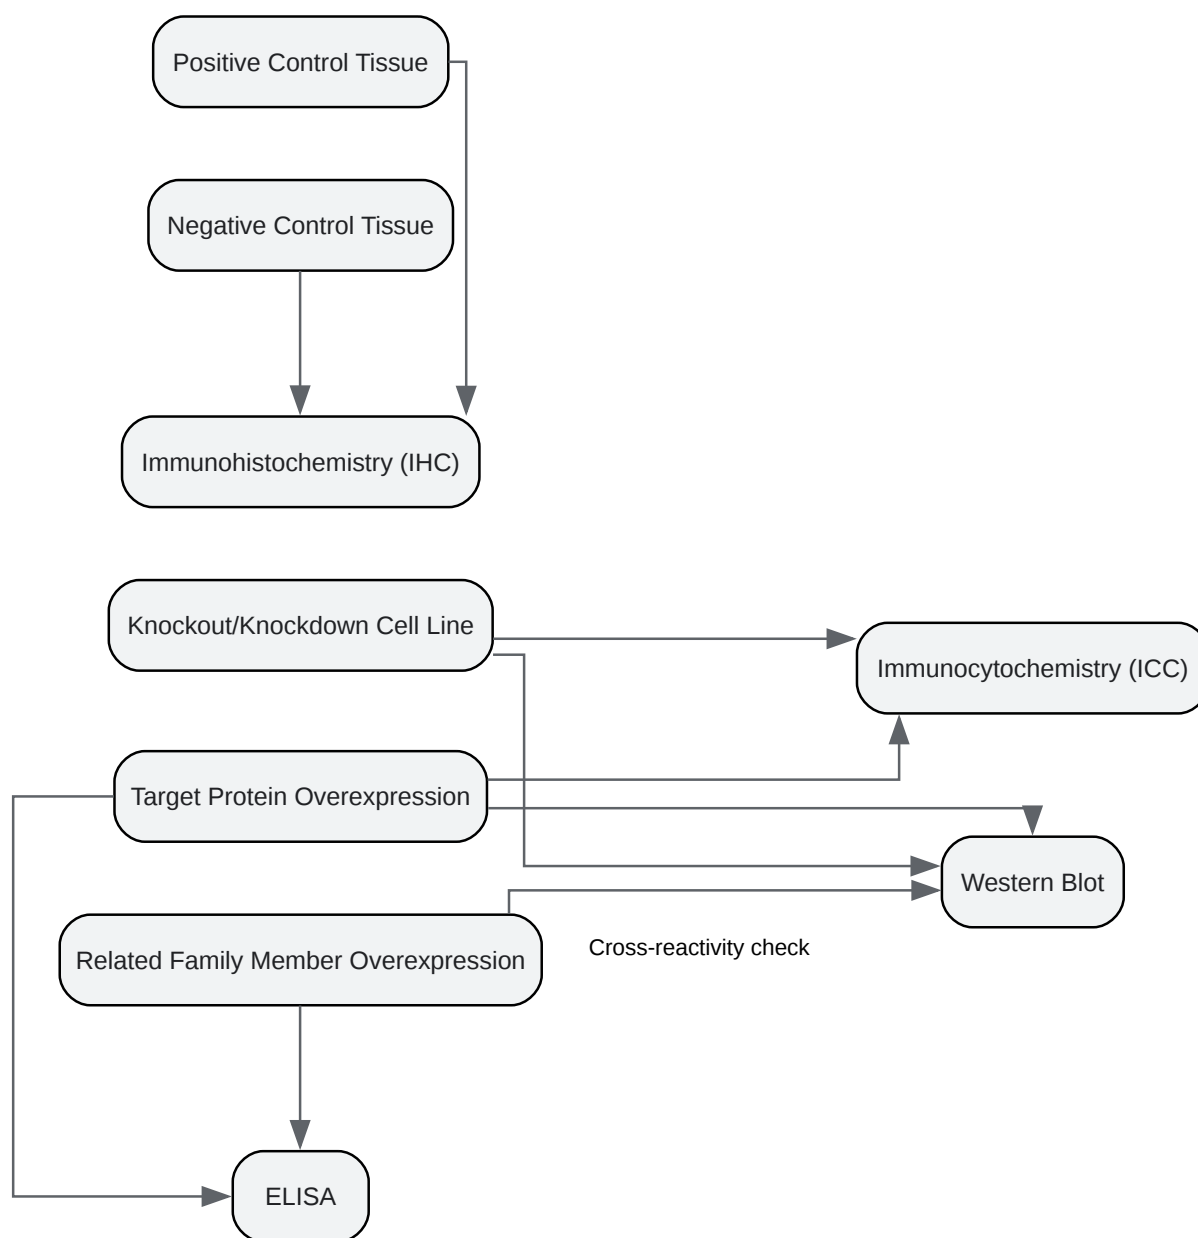 Positive Control Tissue
Negative Control Tissue
Immunohistochemistry (IHC)
Knockout/Knockdown Cell Line
Immunocytochemistry (ICC)
Target Protein Overexpression
Western Blot
Related Family Member Overexpression
Cross-reactivity check
ELISA